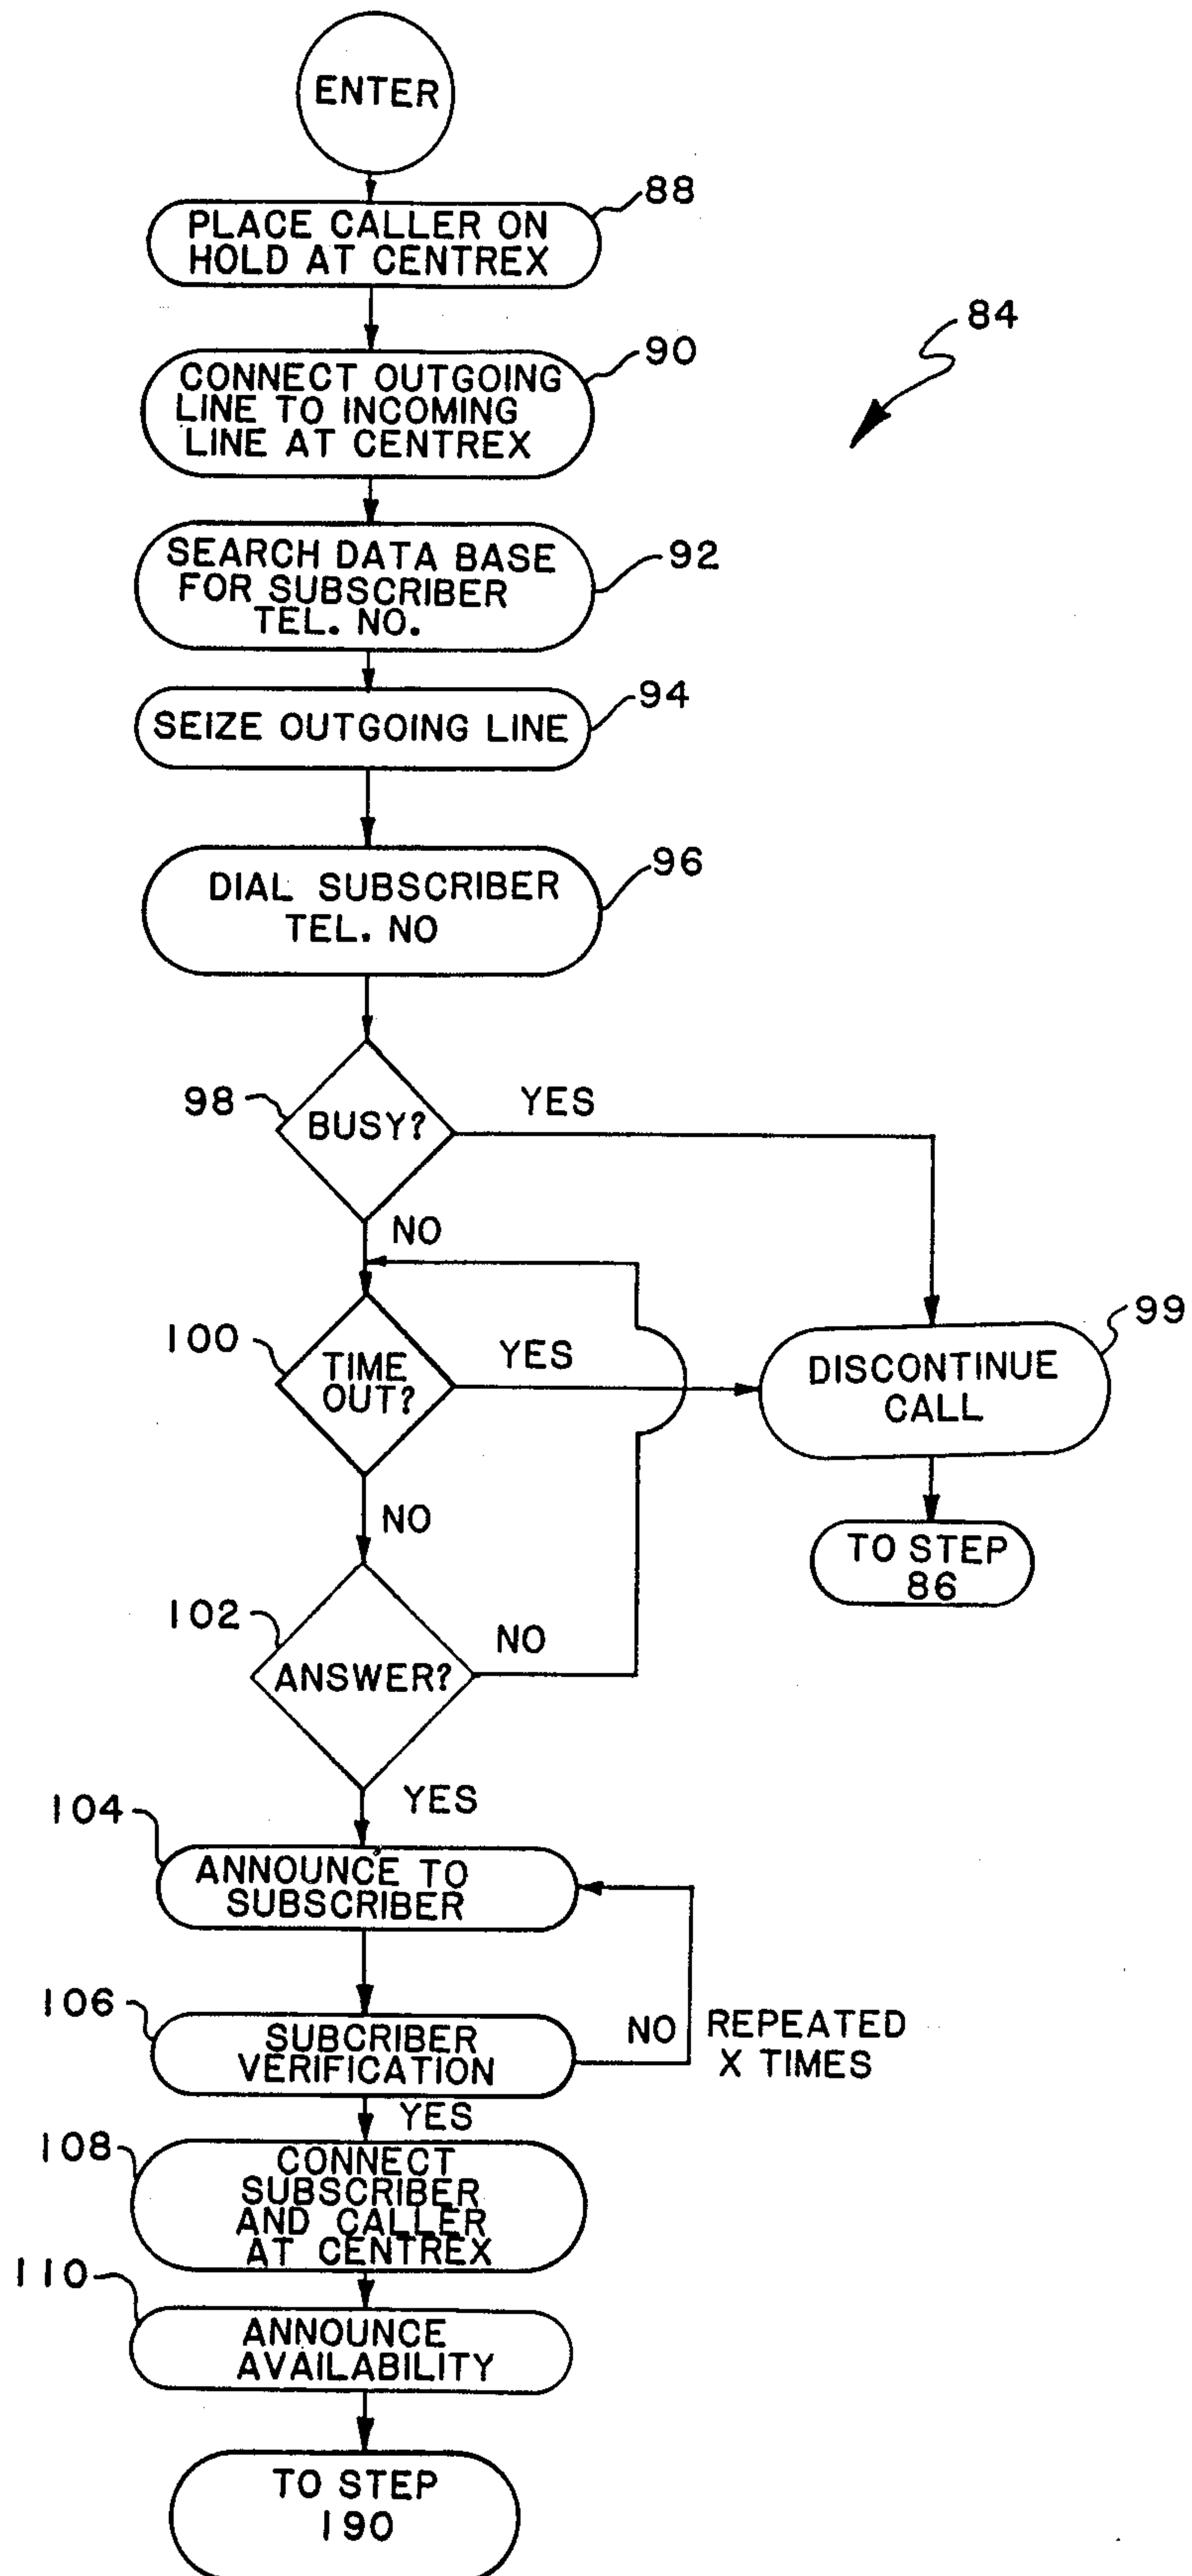 ENTER
88
PLACE CALLER ON
HOLD AT CENTREX
84
90
CONNECT OUTGOING
LINE TO INCOMING
LINE AT CENTREX
92
SEARCH DATA BASE
FOR SUBSCRIBER
TEL. NO.
94
SEIZE OUTGOING LINE
96
DIAL SUBSCRIBER
TEL. NO
98
BUSY?
YES
NO
99
100
TIME
OUT?
YES
DISCONTINUE
CALL
NO
TO STEP
86
102
ANSWER?
NO
YES
104
ANNOUNCE TO
SUBSCRIBER
106
SUBCRIBER
VERIFICATION
NO
REPEATED
X TIMES
YES
108
CONNECT
SUBSCRIBER
AND CALLER
AT CENTREX
110
ANNOUNCE
AVAILABILITY
TO STEP
190